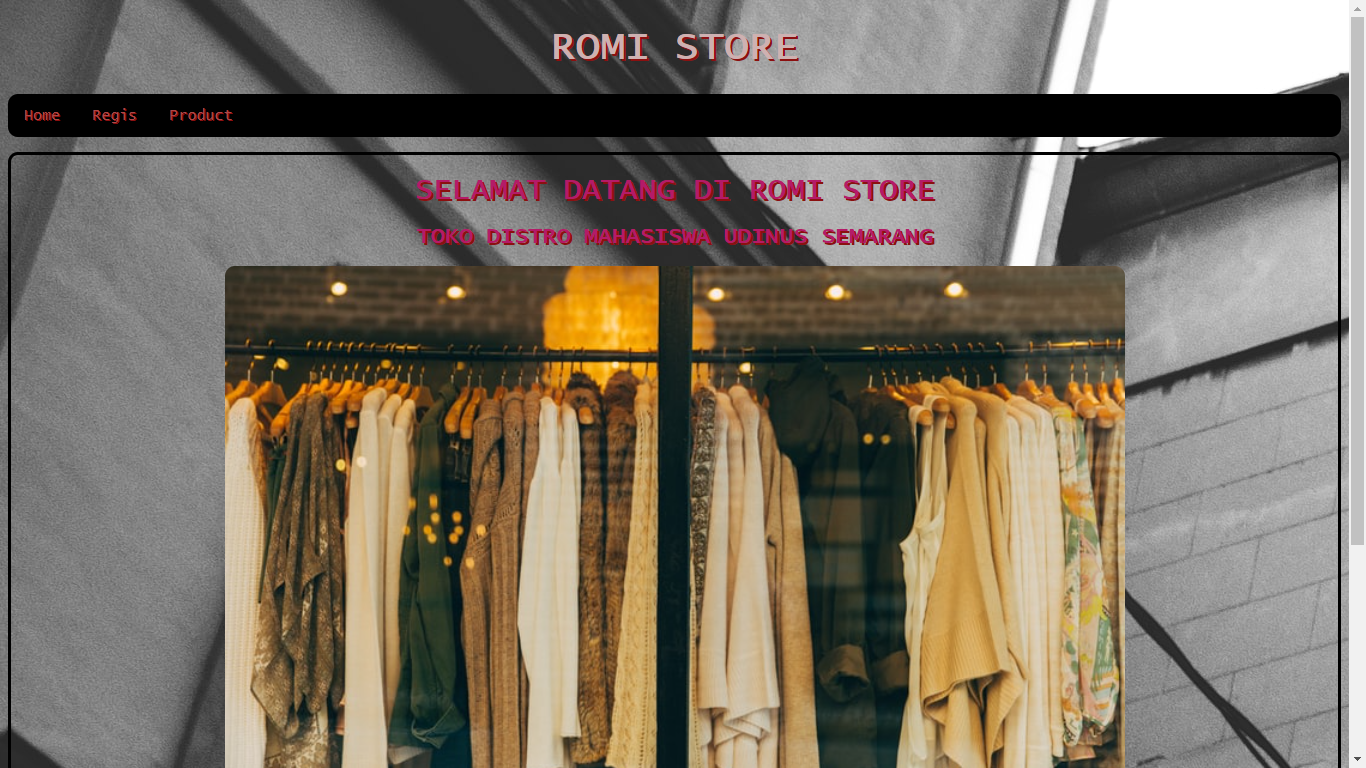 ROMI STORE
Home Regis Product
SELAMAT DATANG DI ROMI STORE
TOKO DISTRO MAHASISWA UDINUS SEMARANG